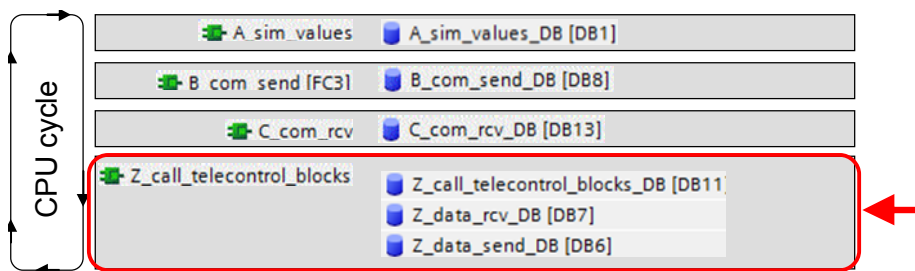 CPU cycle
A_sim_values A_sim_values_DB [DB1]
B_com_send [FC3] B_com_send_DB [DB8]
C_com_rcv C_com_rcv_DB [DB13]
Z_call_telecontrol_blocks Z_call_telecontrol_blocks_DB [DB11]
Z_data_rcv_DB [DB7]
Z_data_send_DB [DB6]